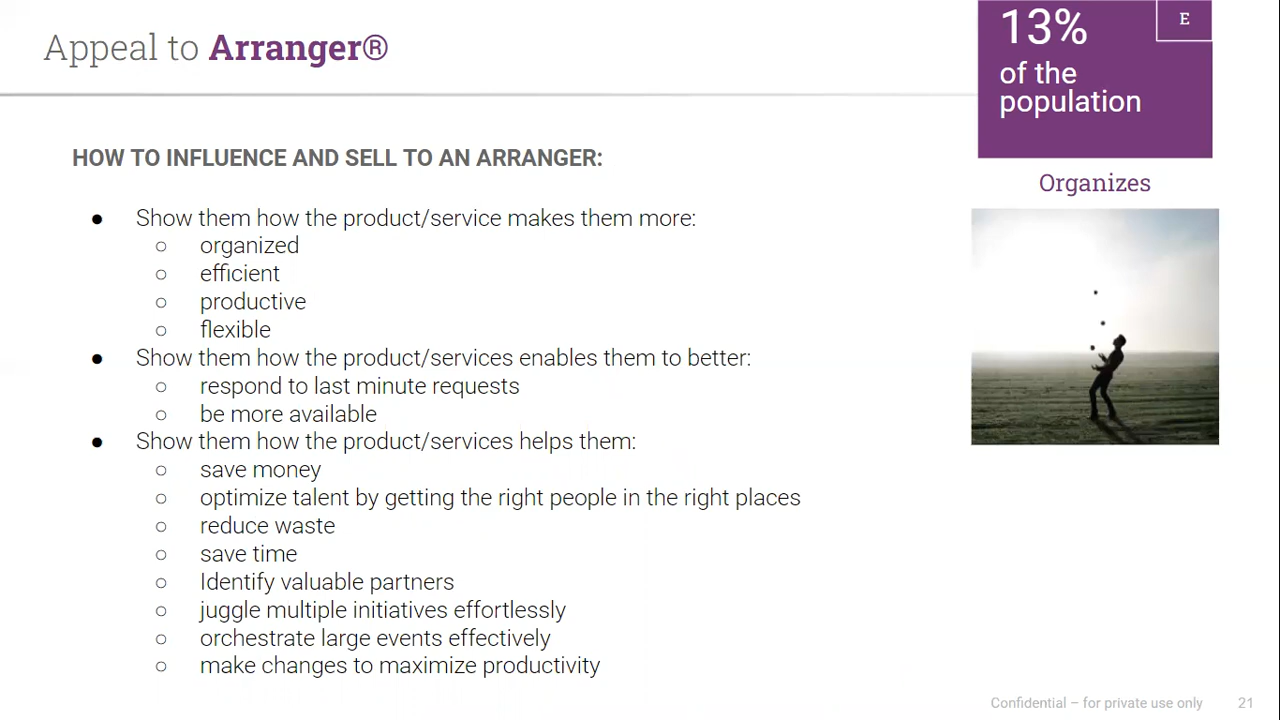 Appeal to Arranger®
13%
E
of the
population
HOW TO INFLUENCE AND SELL TO AN ARRANGER:
Organizes
● Show them how the product/service makes them more:
○ organized
○ efficient
○ productive
○ flexible
● Show them how the product/services enables them to better:
○ respond to last minute requests
○ be more available
● Show them how the product/services helps them:
○ save money
○ optimize talent by getting the right people in the right places
○ reduce waste
○ save time
○ Identify valuable partners
○ juggle multiple initiatives effortlessly
○ orchestrate large events effectively
○ make changes to maximize productivity
Confidential – for private use only 21